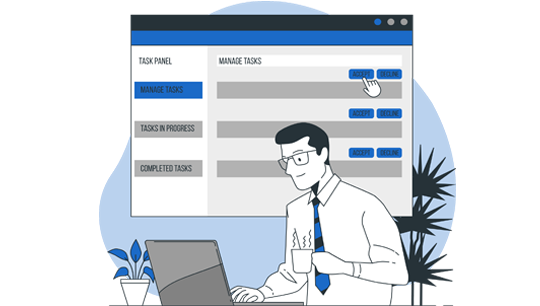 TASK PANEL
MANAGE TASKS
TASKS IN PROGRESS
COMPLETED TASKS
MANAGE TASKS
ACCEPT DECLINE
ACCEPT DECLINE
ACCEPT DECLINE